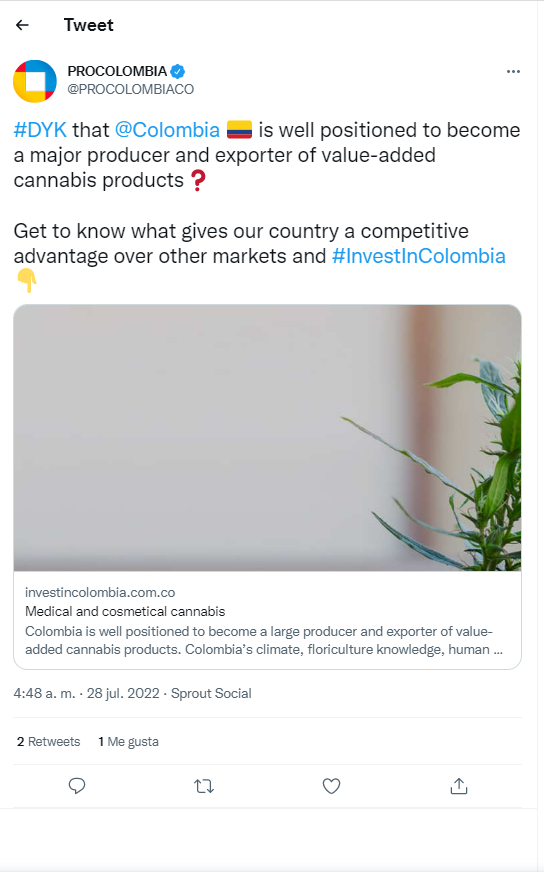 Tweet
PROCOLOMBIA
@PROCOLOMBIACO
#DYK that @Colombia 🇨🇴 is well positioned to become
a major producer and exporter of value-added
cannabis products❓
Get to know what gives our country a competitive
advantage over other markets and #InvestInColombia
👇
investincolombia.com.co
Medical and cosmetical cannabis
Colombia is well positioned to become a large producer and exporter of value-
added cannabis products. Colombia's climate, floriculture knowledge, human ...
4:48 a. m. · 28 jul. 2022 · Sprout Social
2 Retweets 1 Me gusta